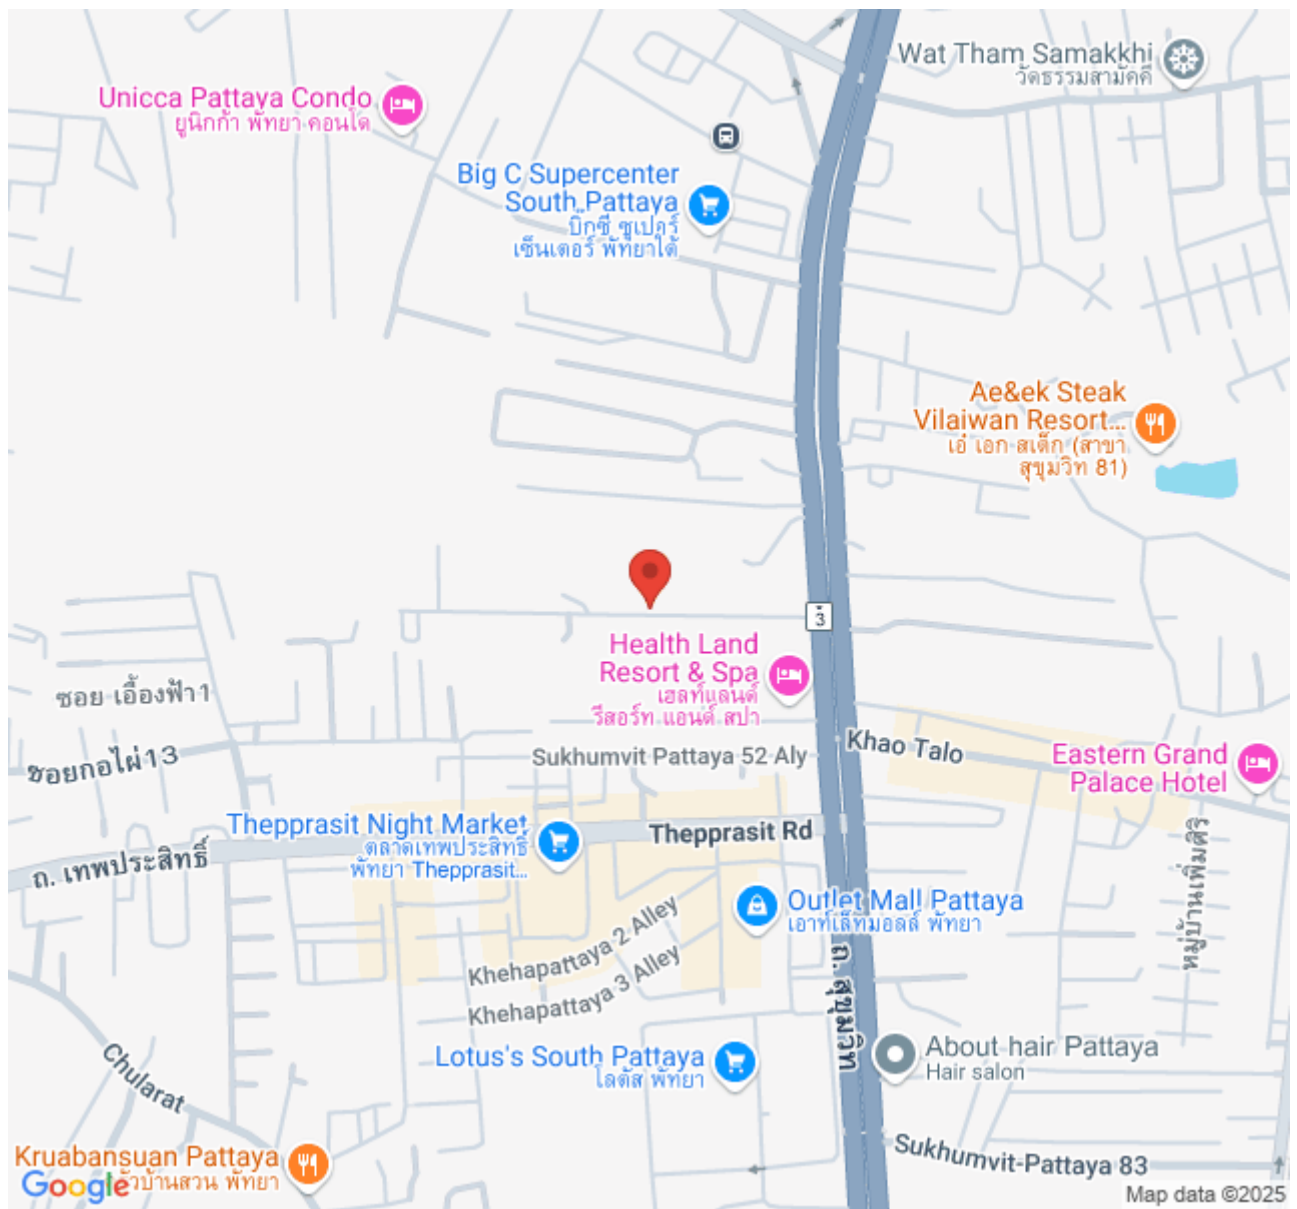 Wat Tham Samakkhi
วัดธรรมสามัคคี
Unicca Pattaya Condo
ยูนิกก้า พัทยา คอนโด
Big C Supercenter
South Pattaya
บิ๊กซี ซูเปอร์
เซ็นเตอร์ พัทยาใต้
Ae&ek Steak
Vilaiwan Resort...
เอ๋ เอก สเต็ก (สาขา
สุขุมวิท 81)
3
Health Land
Resort & Spa
เฮลท์แลนด์
รีสอร์ท แอนด์ สปา
ซอย เอื้องฟ้า 1
ซอยกอไผ่ 13
Sukhumvit Pattaya 52 Aly
Khao Talo
Eastern Grand
Palace Hotel
Thepprasit Night Market
ตลาดเทพประสิทธิ์
พัทยา Thepprasit...
Thepprasit Rd
ถ. เทพประสิทธิ์
หมู่บ้านเพิ่มศิริ
Outlet Mall Pattaya
เอาท์เล็ทมอลล์ พัทยา
Khehapattaya 2 Alley
Khehapattaya 3 Alley
ถ. สุขุมวิท
Lotus's South Pattaya
โลตัส พัทยา
About hair Pattaya
Hair salon
Chularat
Sukhumvit-Pattaya 83
Kruabansuan Pattaya
ครัวบ้านสวน พัทยา
Google
Map data ©2025